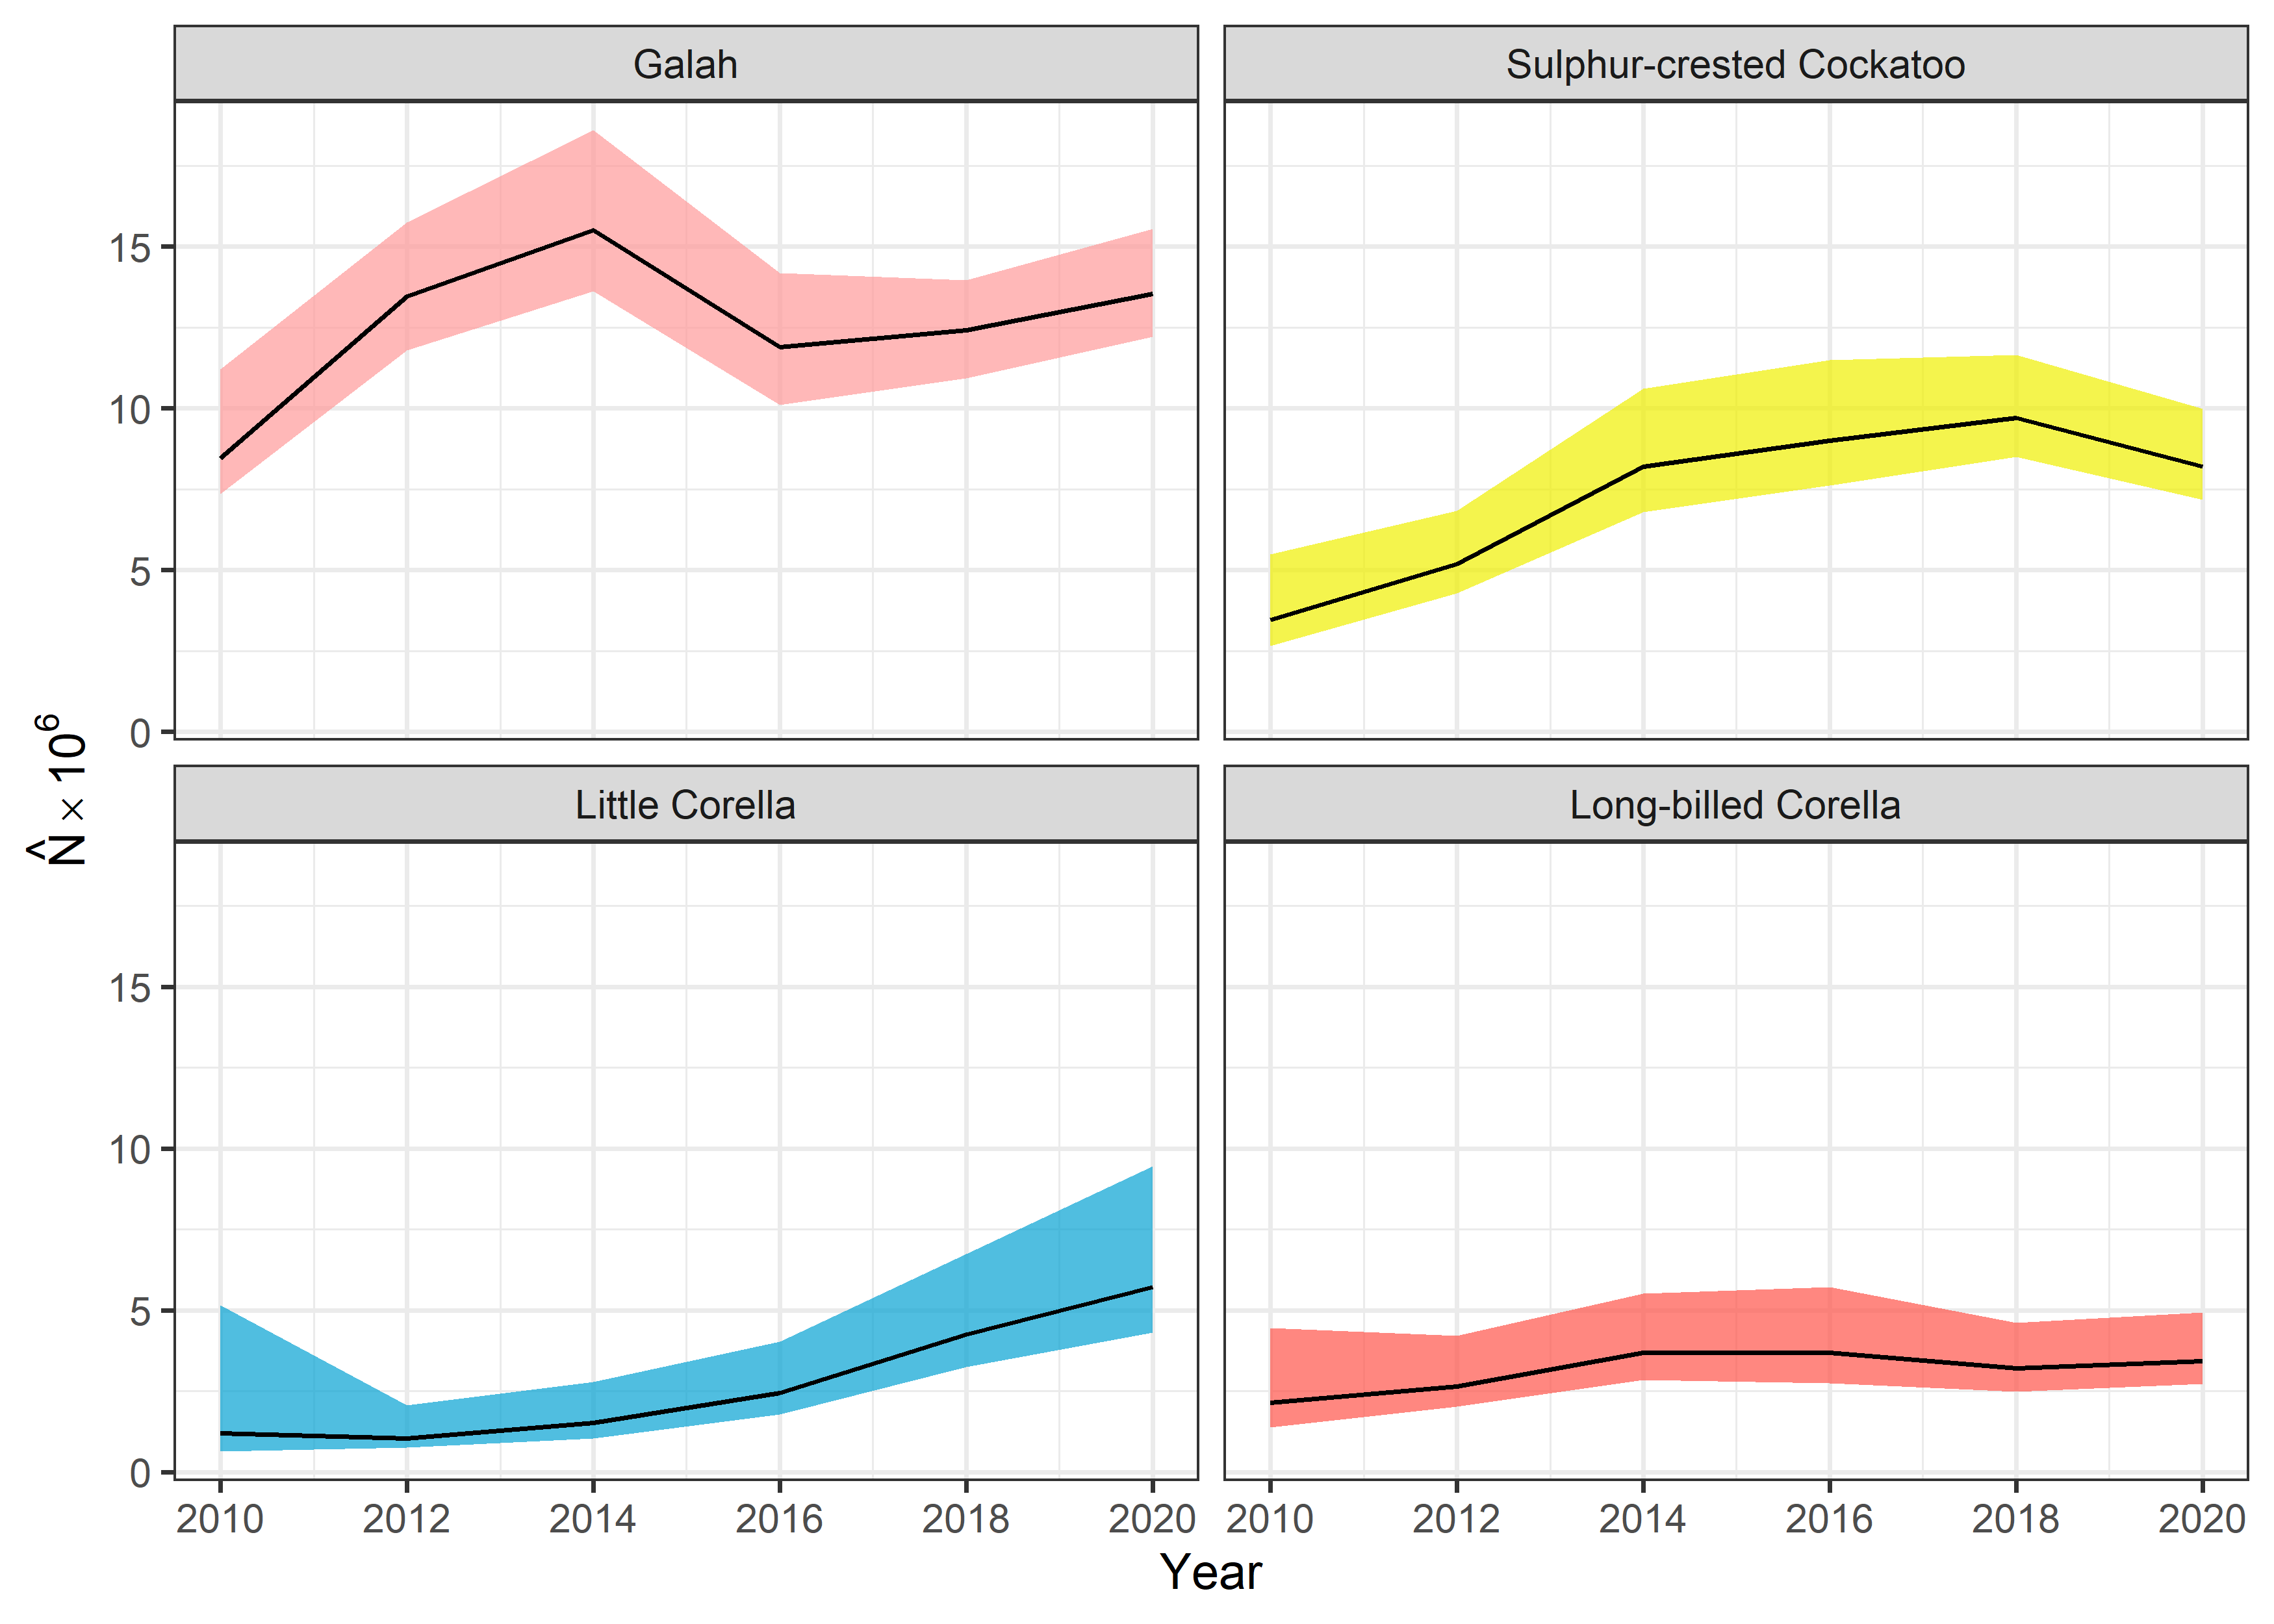 Galah
Sulphur-crested Cockatoo
15
10
5
0
N̂ × 10⁶
Little Corella
Long-billed Corella
15
10
5
0
2010 2012 2014 2016 2018 2020 2010 2012 2014 2016 2018 2020
Year